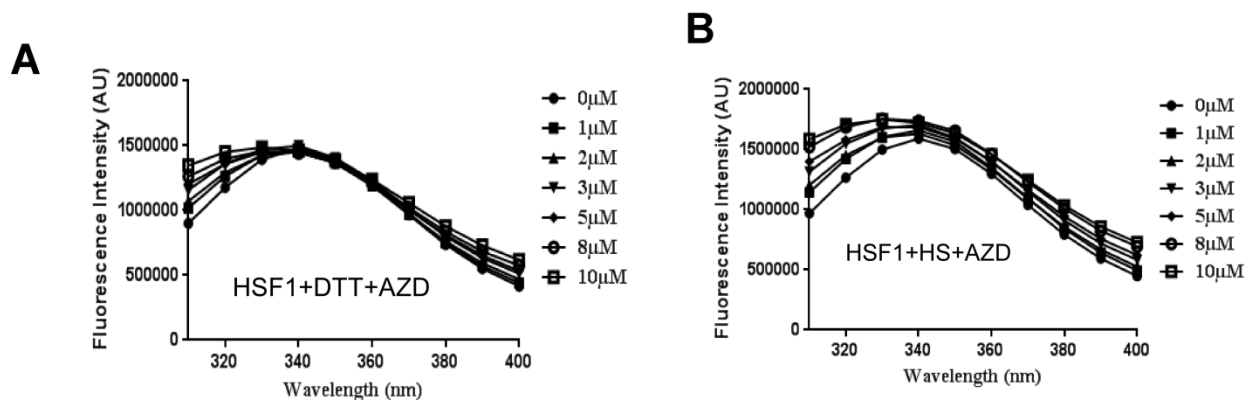 A
Fluorescence Intensity (AU)
2000000
1500000
1000000
500000
0
320 340 360 380 400
Wavelength (nm)
HSF1+DTT+AZD
0μM
1μM
2μM
3μM
5μM
8μM
10μM
B
Fluorescence Intensity (AU)
2000000
1500000
1000000
500000
0
320 340 360 380 400
Wavelength (nm)
HSF1+HS+AZD
0μM
1μM
2μM
3μM
5μM
8μM
10μM